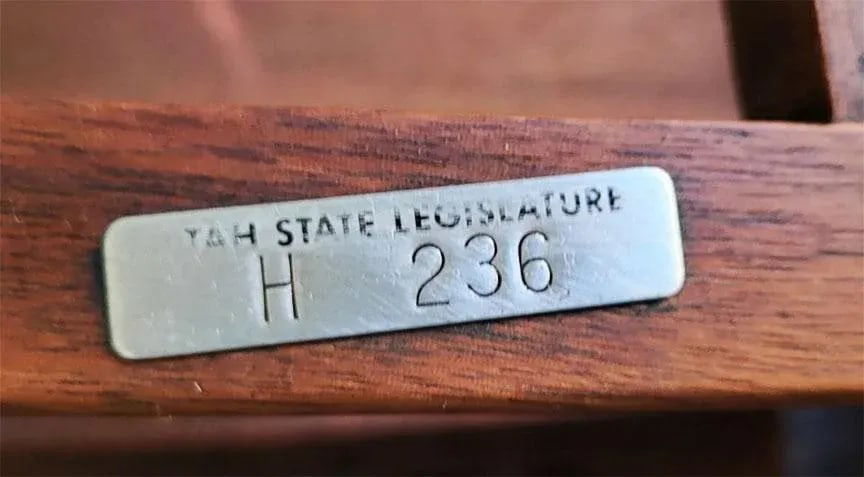 TAH STATE LEGISLATURE
H 236